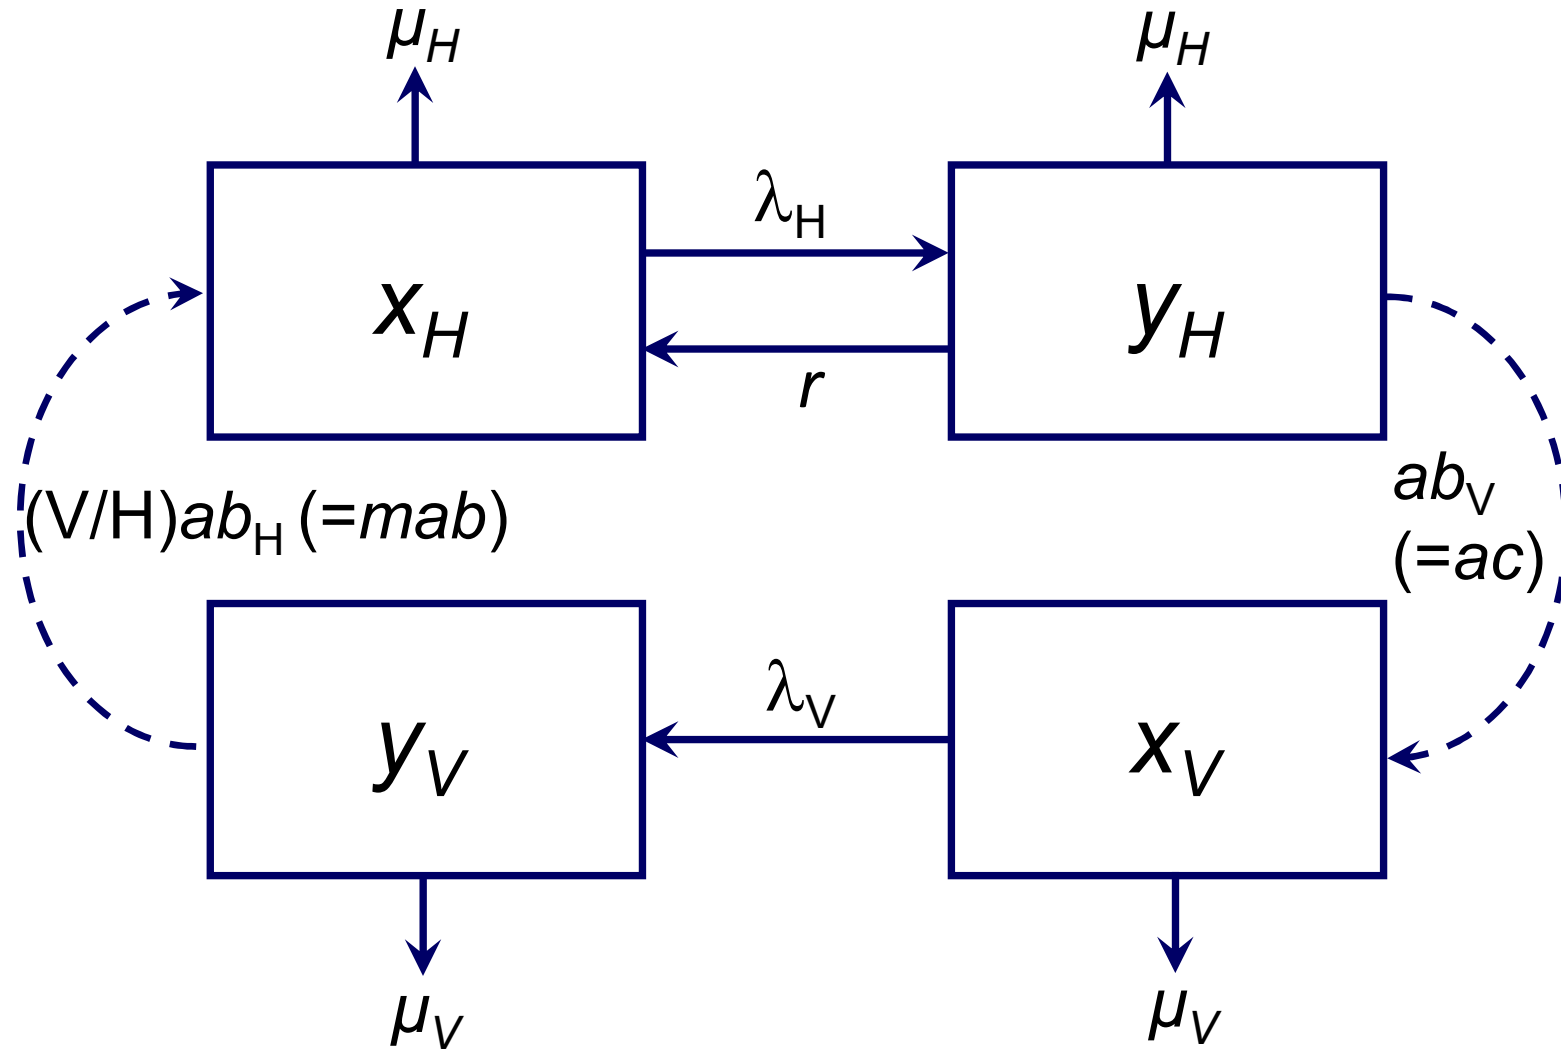 μH
μH
λH
xH
yH
r
(V/H)abH (=mab)
abV
(=ac)
λV
yV
xV
μV
μV